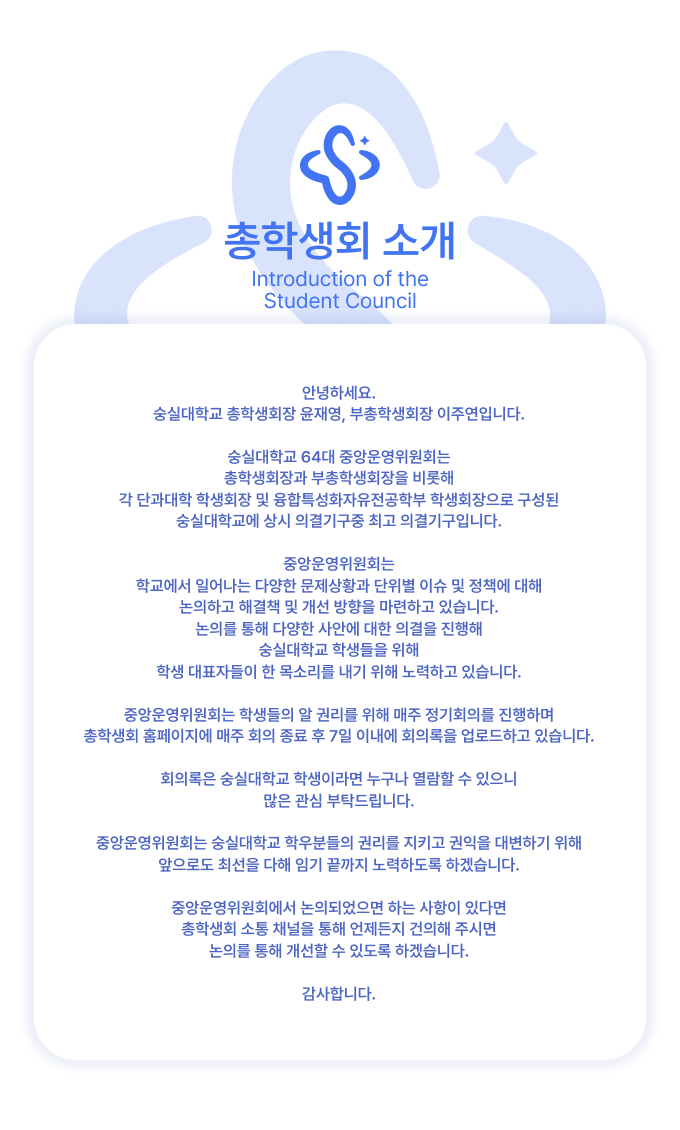 총학생회 소개
Introduction of the
Student Council
안녕하세요.
숭실대학교 총학생회장 윤재영, 부총학생회장 이주연입니다.
숭실대학교 64대 중앙운영위원회는
총학생회장과 부총학생회장을 비롯해
각 단과대학 학생회장 및 융합특성화자유전공학부 학생회장으로 구성된
숭실대학교에 상시 의결기구중 최고 의결기구입니다.
중앙운영위원회는
학교에서 일어나는 다양한 문제상황과 단위별 이슈 및 정책에 대해
논의하고 해결책 및 개선 방향을 마련하고 있습니다.
논의를 통해 다양한 사안에 대한 의결을 진행해
숭실대학교 학생들을 위해
학생 대표자들이 한 목소리를 내기 위해 노력하고 있습니다.
중앙운영위원회는 학생들의 알 권리를 위해 매주 정기회의를 진행하며
총학생회 홈페이지에 매주 회의 종료 후 7일 이내에 회의록을 업로드하고 있습니다.
회의록은 숭실대학교 학생이라면 누구나 열람할 수 있으니
많은 관심 부탁드립니다.
중앙운영위원회는 숭실대학교 학우분들의 권리를 지키고 권익을 대변하기 위해
앞으로도 최선을 다해 임기 끝까지 노력하도록 하겠습니다.
중앙운영위원회에서 논의되었으면 하는 사항이 있다면
총학생회 소통 채널을 통해 언제든지 건의해 주시면
논의를 통해 개선할 수 있도록 하겠습니다.
감사합니다.